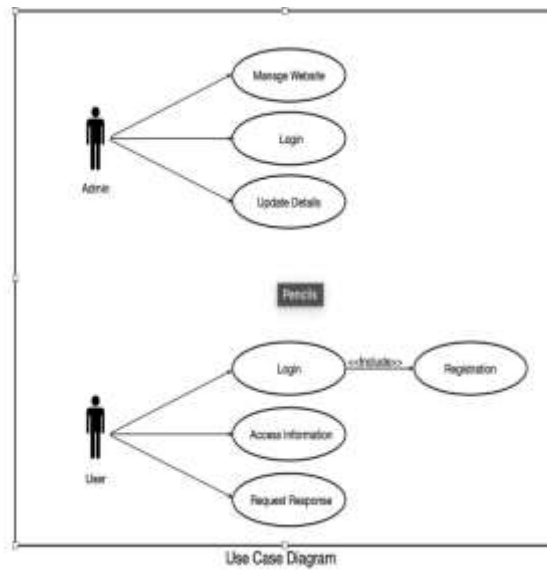 Manage Website
Login
Admin
Update Details
Pencils
Login
<<Include>>
Registration
Access Information
User
Request Response
Use Case Diagram